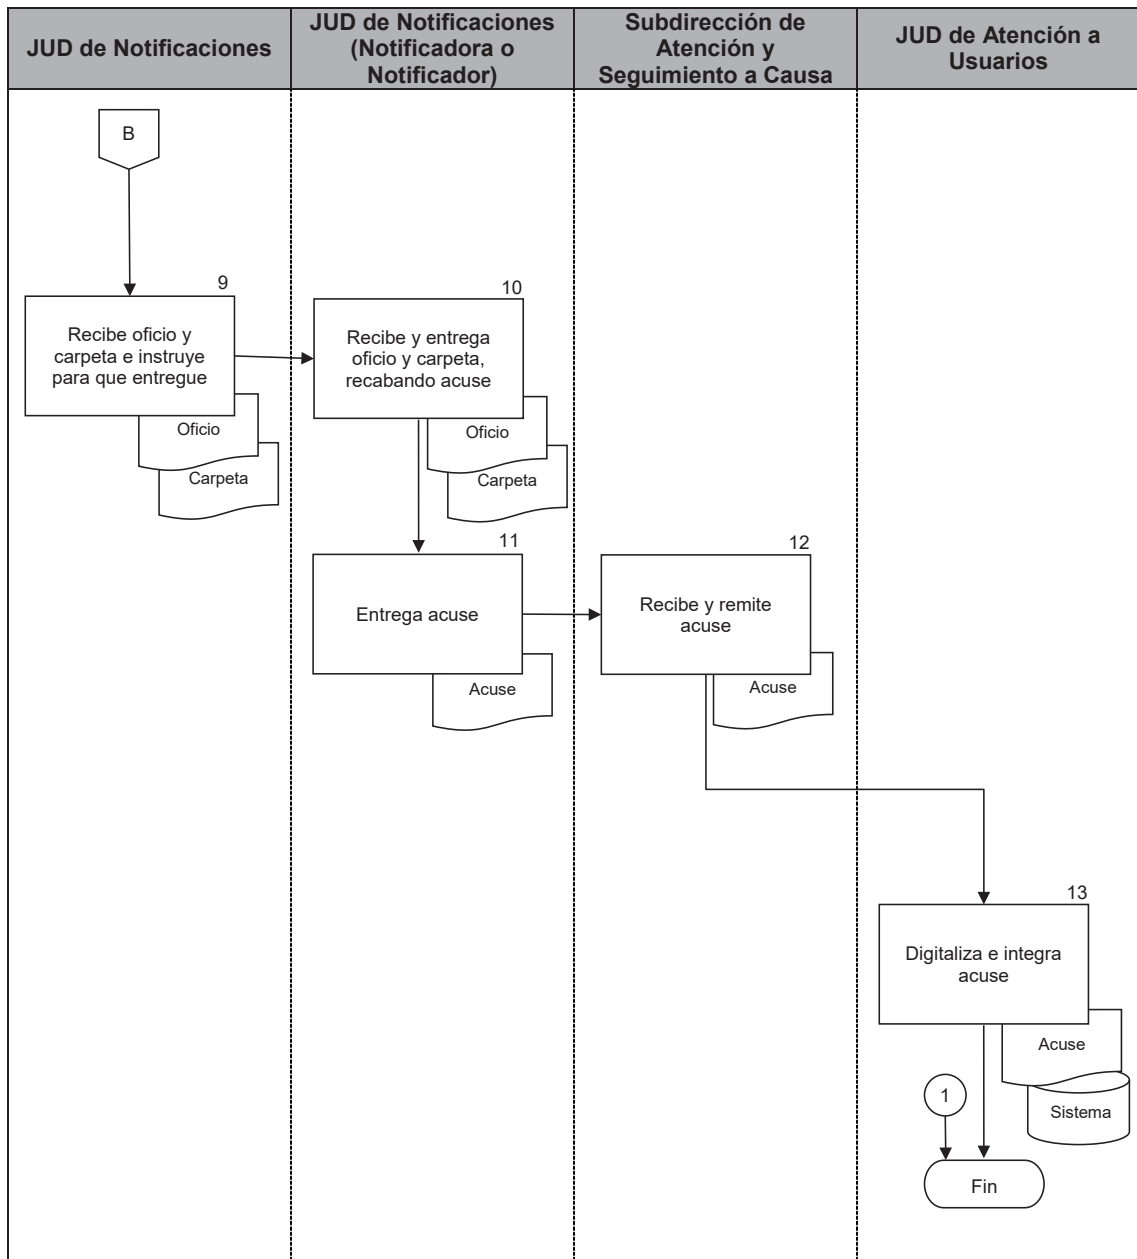 JUD de Notificaciones
JUD de Notificaciones
(Notificadora o
Notificador)
Subdirección de
Atención y
Seguimiento a Causa
JUD de Atención a
Usuarios
B
9
Recibe oficio y
carpeta e instruye
para que entregue
Oficio
Carpeta
10
Recibe y entrega
oficio y carpeta,
recabando acuse
Oficio
Carpeta
11
Entrega acuse
Acuse
12
Recibe y remite
acuse
Acuse
13
Digitaliza e integra
acuse
Acuse
Sistema
1
Fin